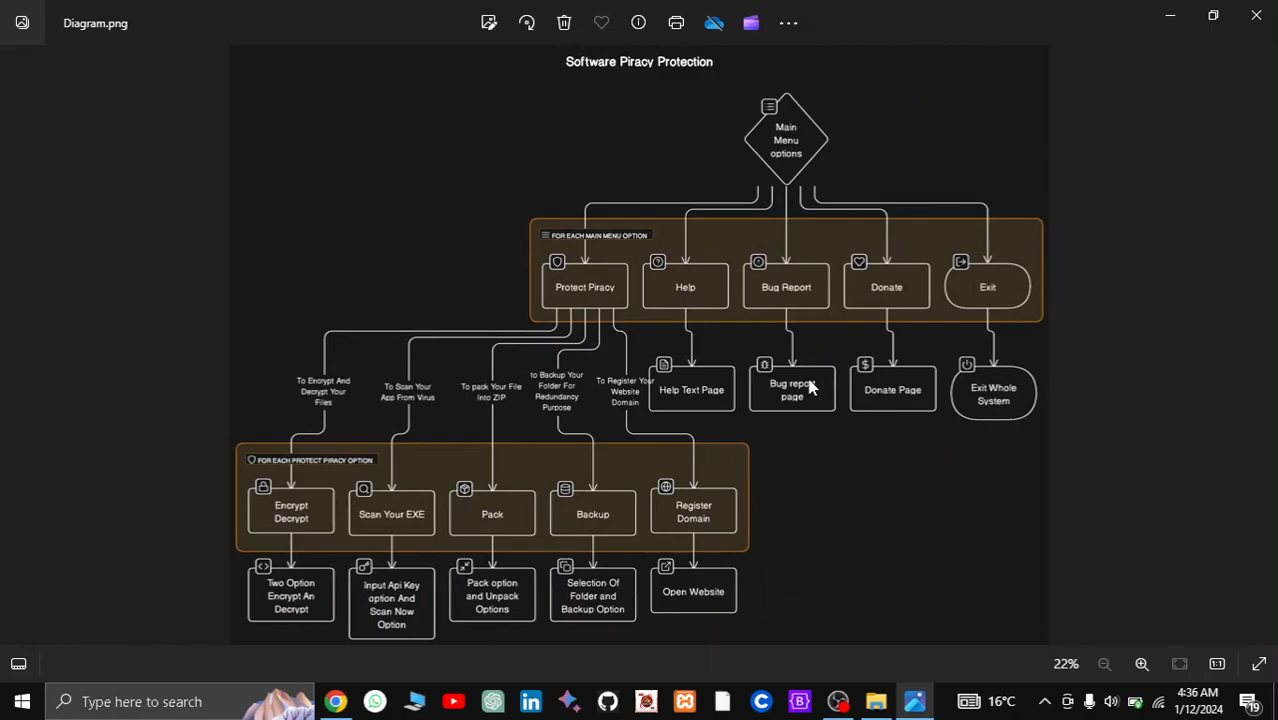 Diagram.png
Software Piracy Protection
Main
Menu
options
FOR EACH MAIN MENU OPTION
Protect Piracy
Help
Bug Report
Donate
Exit
To Encrypt And
Decrypt Your
Files
To Scan Your
App From Virus
To pack Your File
Into ZIP
to Backup Your
Folder For
Redundancy
Purpose
To Register Your
Website
Domain
Help Text Page
Bug report
page
Donate Page
Exit Whole
System
FOR EACH PROTECT PIRACY OPTION
Encrypt
Decrypt
Scan Your EXE
Pack
Backup
Register
Domain
Two Option
Encrypt An
Decrypt
Input Api Key
option And
Scan Now
Option
Pack option
and Unpack
Options
Selection Of
Folder and
Backup Option
Open Website
22%
Type here to search
16°C
4:36 AM
1/12/2024
19